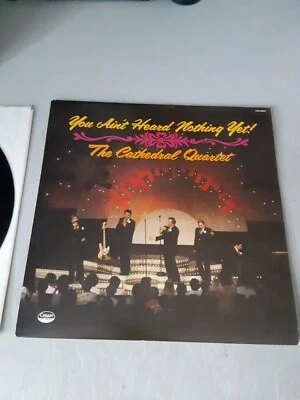 You Ain't Heard Nothing Yet!
The Cathedral Quartet